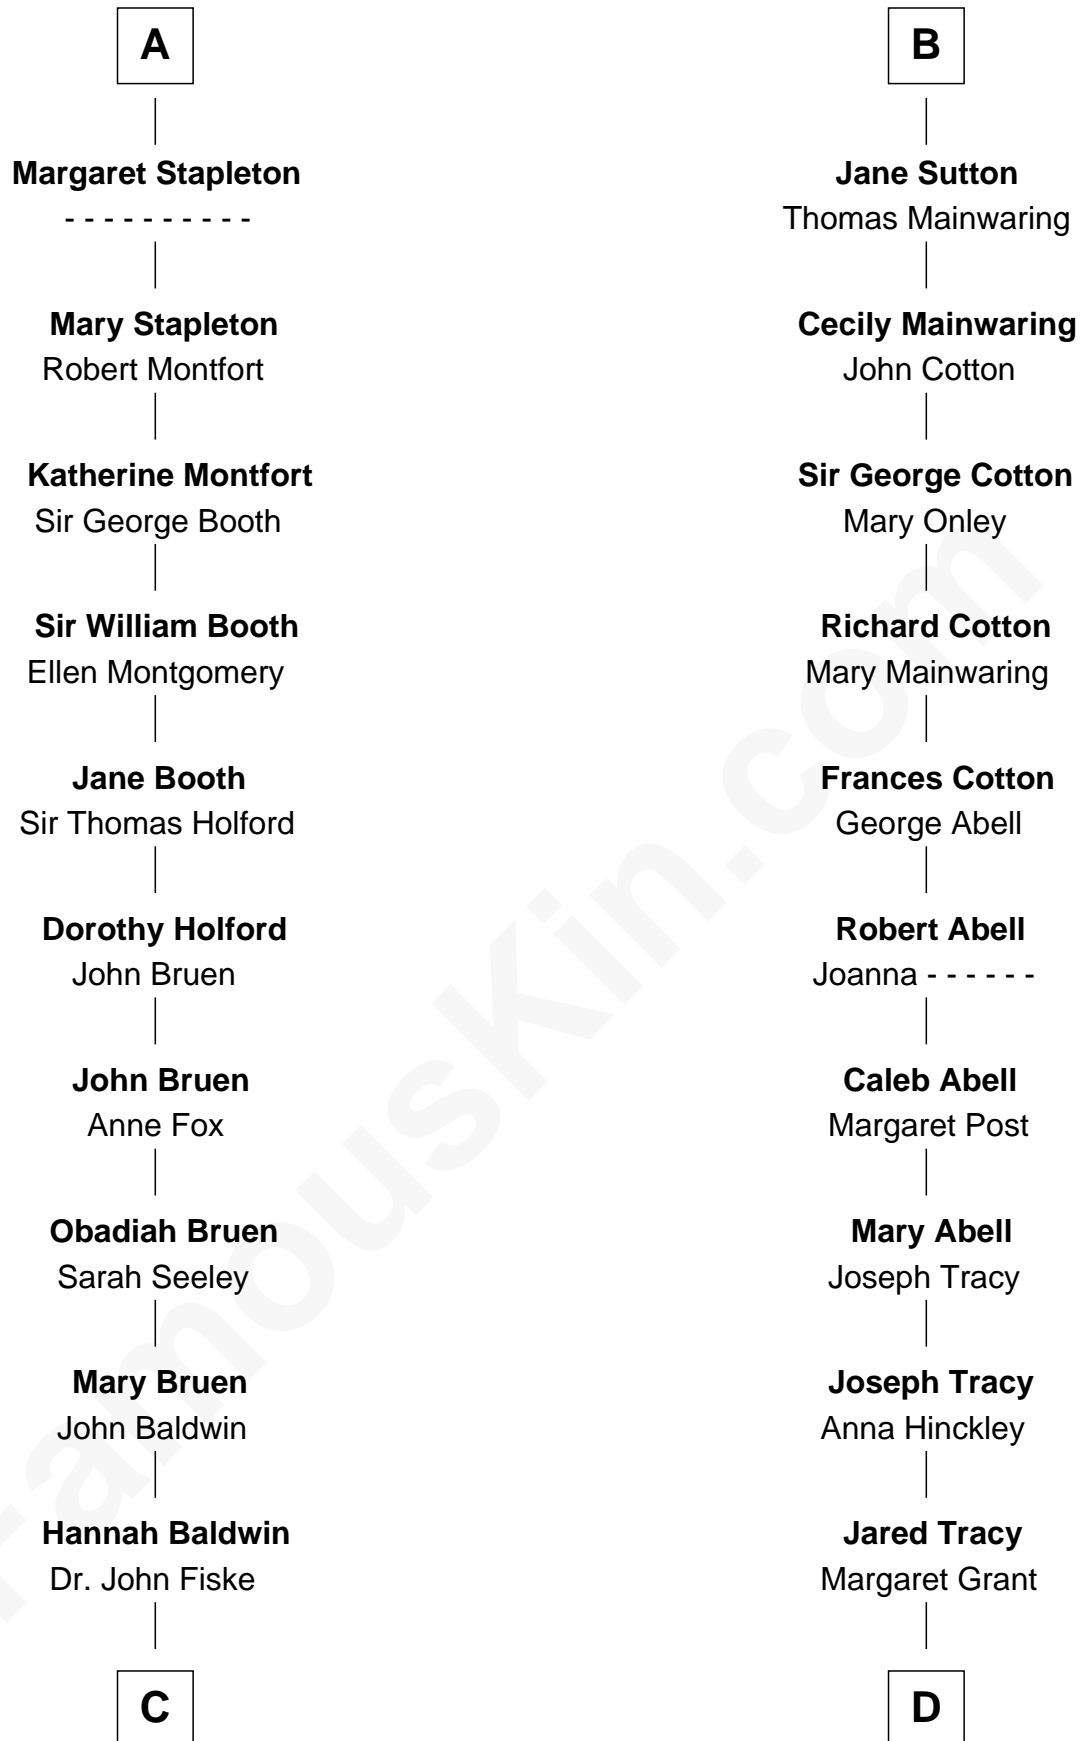 A
Margaret Stapleton
- - - - - - - - - -
Mary Stapleton
Robert Montfort
Katherine Montfort
Sir George Booth
Sir William Booth
Ellen Montgomery
Jane Booth
Sir Thomas Holford
Dorothy Holford
John Bruen
John Bruen
Anne Fox
Obadiah Bruen
Sarah Seeley
Mary Bruen
John Baldwin
Hannah Baldwin
Dr. John Fiske
C
B
Jane Sutton
Thomas Mainwaring
Cecily Mainwaring
John Cotton
Sir George Cotton
Mary Onley
Richard Cotton
Mary Mainwaring
Frances Cotton
George Abell
Robert Abell
Joanna - - - - - -
Caleb Abell
Margaret Post
Mary Abell
Joseph Tracy
Joseph Tracy
Anna Hinckley
Jared Tracy
Margaret Grant
D
FamousKin.com